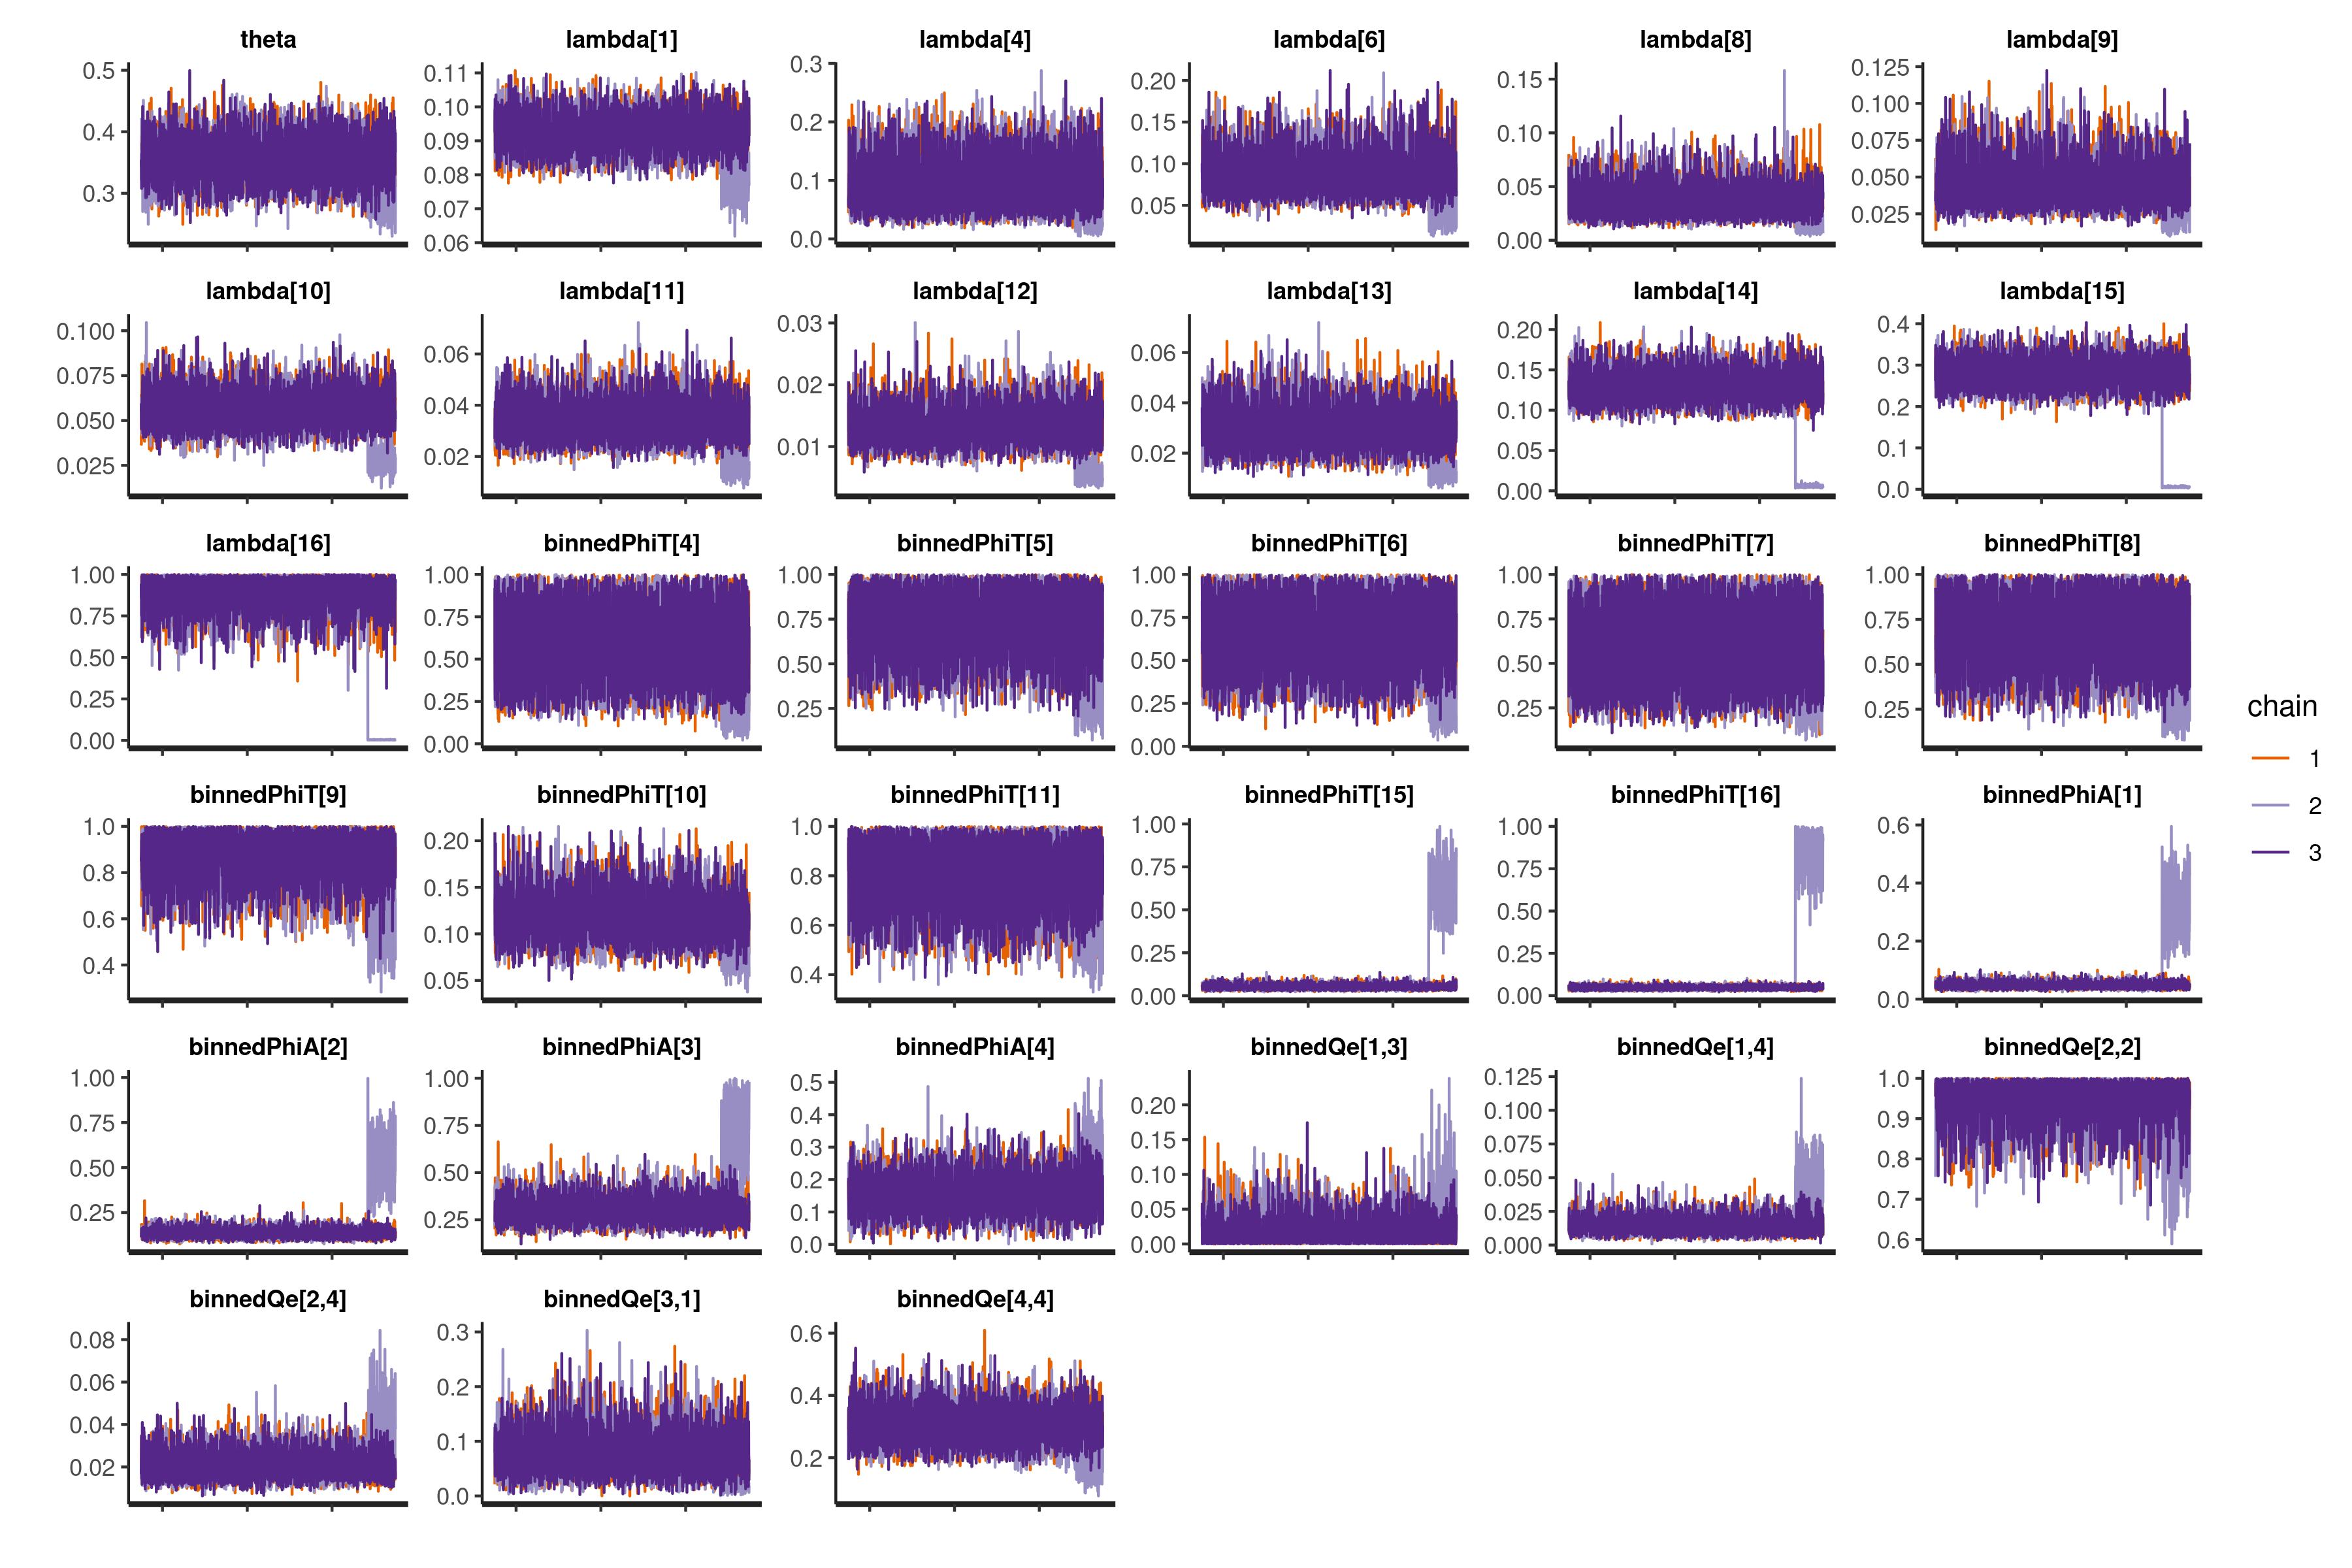 theta lambda[1] lambda[4] lambda[6] lambda[8] lambda[9]
0.5 0.4 0.3
0.11 0.10 0.09 0.08 0.07 0.06
0.3 0.2 0.1 0.0
0.20 0.15 0.10 0.05
0.15 0.10 0.05 0.00
0.125 0.100 0.075 0.050 0.025
lambda[10] lambda[11] lambda[12] lambda[13] lambda[14] lambda[15]
0.100 0.075 0.050 0.025
0.06 0.04 0.02
0.03 0.02 0.01
0.06 0.04 0.02
0.20 0.15 0.10 0.05 0.00
0.4 0.3 0.2 0.1 0.0
lambda[16] binnedPhiT[4] binnedPhiT[5] binnedPhiT[6] binnedPhiT[7] binnedPhiT[8]
1.00 0.75 0.50 0.25 0.00
1.00 0.75 0.50 0.25 0.00
1.00 0.75 0.50 0.25
1.00 0.75 0.50 0.25 0.00
1.00 0.75 0.50 0.25
1.00 0.75 0.50 0.25
chain
1
2
3
binnedPhiT[9] binnedPhiT[10] binnedPhiT[11] binnedPhiT[15] binnedPhiT[16] binnedPhiA[1]
1.0 0.8 0.6 0.4
0.20 0.15 0.10 0.05
1.0 0.8 0.6 0.4
1.00 0.75 0.50 0.25 0.00
1.00 0.75 0.50 0.25 0.00
0.6 0.4 0.2 0.0
binnedPhiA[2] binnedPhiA[3] binnedPhiA[4] binnedQe[1,3] binnedQe[1,4] binnedQe[2,2]
1.00 0.75 0.50 0.25
1.00 0.75 0.50 0.25
0.5 0.4 0.3 0.2 0.1 0.0
0.20 0.15 0.10 0.05 0.00
0.125 0.100 0.075 0.050 0.025 0.000
1.0 0.9 0.8 0.7 0.6
binnedQe[2,4] binnedQe[3,1] binnedQe[4,4]
0.08 0.06 0.04 0.02
0.3 0.2 0.1 0.0
0.6 0.4 0.2